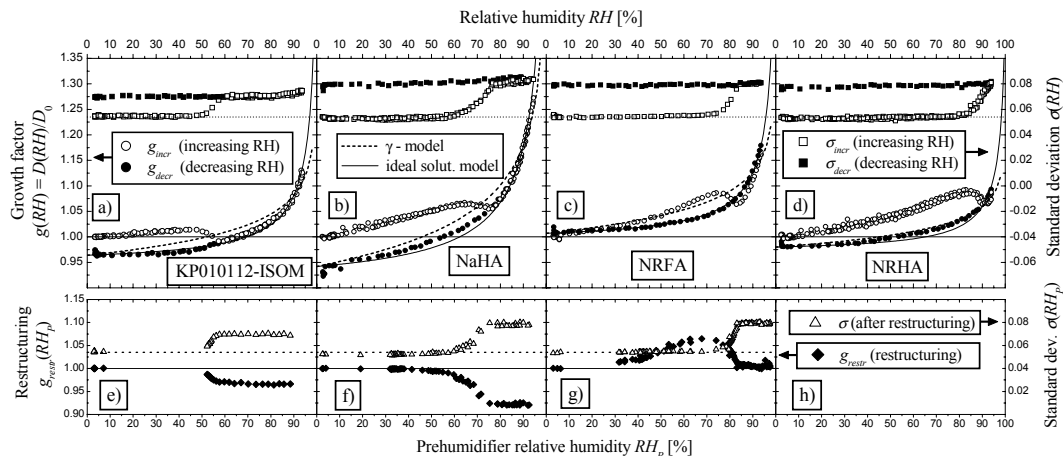 Relative humidity RH [%]
0 10 20 30 40 50 60 70 80 90 0 10 20 30 40 50 60 70 80 90 0 10 20 30 40 50 60 70 80 90 0 10 20 30 40 50 60 70 80 90 100
Growth factor
g(RH) = D(RH)/D0
1.35
1.30
1.25
1.20
1.15
1.10
1.05
1.00
0.95
g_incr (increasing RH)
g_decr (decreasing RH)
a)
KP010112-ISOM
γ - model
ideal solut. model
b)
NaHA
c)
NRFA
σ_incr (increasing RH)
σ_decr (decreasing RH)
d)
NRHA
0.08
0.06
0.04
0.02
0.00
-0.02
-0.04
-0.06
Standard deviation σ(RH)
Restructuring
g_restr (RH_P)
1.10
1.05
1.00
0.95
0.90
e)
f)
g)
σ (after restructuring)
g_restr (restructuring)
h)
0.08
0.06
0.04
0.02
Standard dev. σ(RH_P)
0 10 20 30 40 50 60 70 80 90 0 10 20 30 40 50 60 70 80 90 0 10 20 30 40 50 60 70 80 90 0 10 20 30 40 50 60 70 80 90 100
Prehumidifier relative humidity RH_P [%]